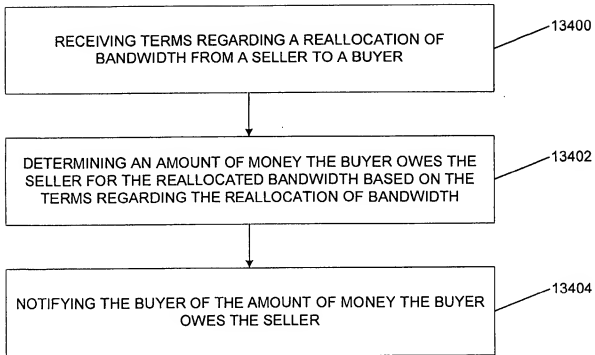 RECEIVING TERMS REGARDING A REALLOCATION OF
BANDWIDTH FROM A SELLER TO A BUYER
13400
DETERMINING AN AMOUNT OF MONEY THE BUYER OWES THE
SELLER FOR THE REALLOCATED BANDWIDTH BASED ON THE
TERMS REGARDING THE REALLOCATION OF BANDWIDTH
13402
NOTIFYING THE BUYER OF THE AMOUNT OF MONEY THE BUYER
OWES THE SELLER
13404